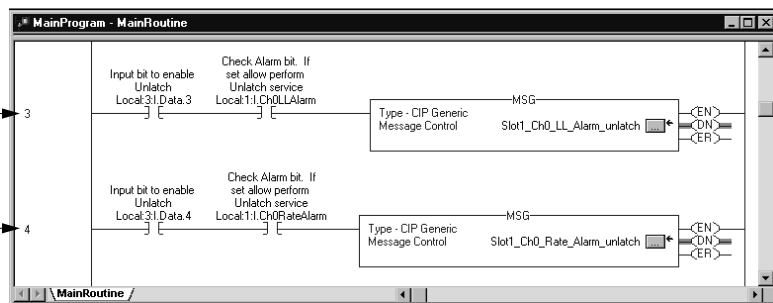 MainProgram - MainRoutine
Input bit to enable
Unlatch
Local:3:I.Data.3
Check Alarm bit. If
set allow perform
Unlatch service
Local:1:I.Ch0LLAlarm
3
MSG
Type - CIP Generic
Message Control
Slot1_Ch0_LL_Alarm_unlatch
...
EN
DN
ER
Input bit to enable
Unlatch
Local:3:I.Data.4
Check Alarm bit. If
set allow perform
Unlatch service
Local:1:I.Ch0RateAlarm
4
MSG
Type - CIP Generic
Message Control
Slot1_Ch0_Rate_Alarm_unlatch
...
EN
DN
ER
MainRoutine